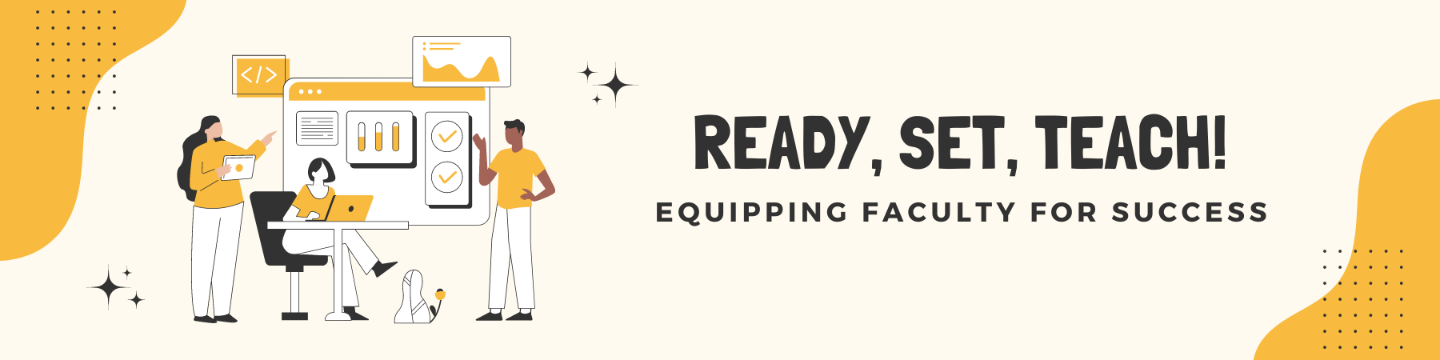 </>
READY, SET, TEACH!
EQUIPPING FACULTY FOR SUCCESS